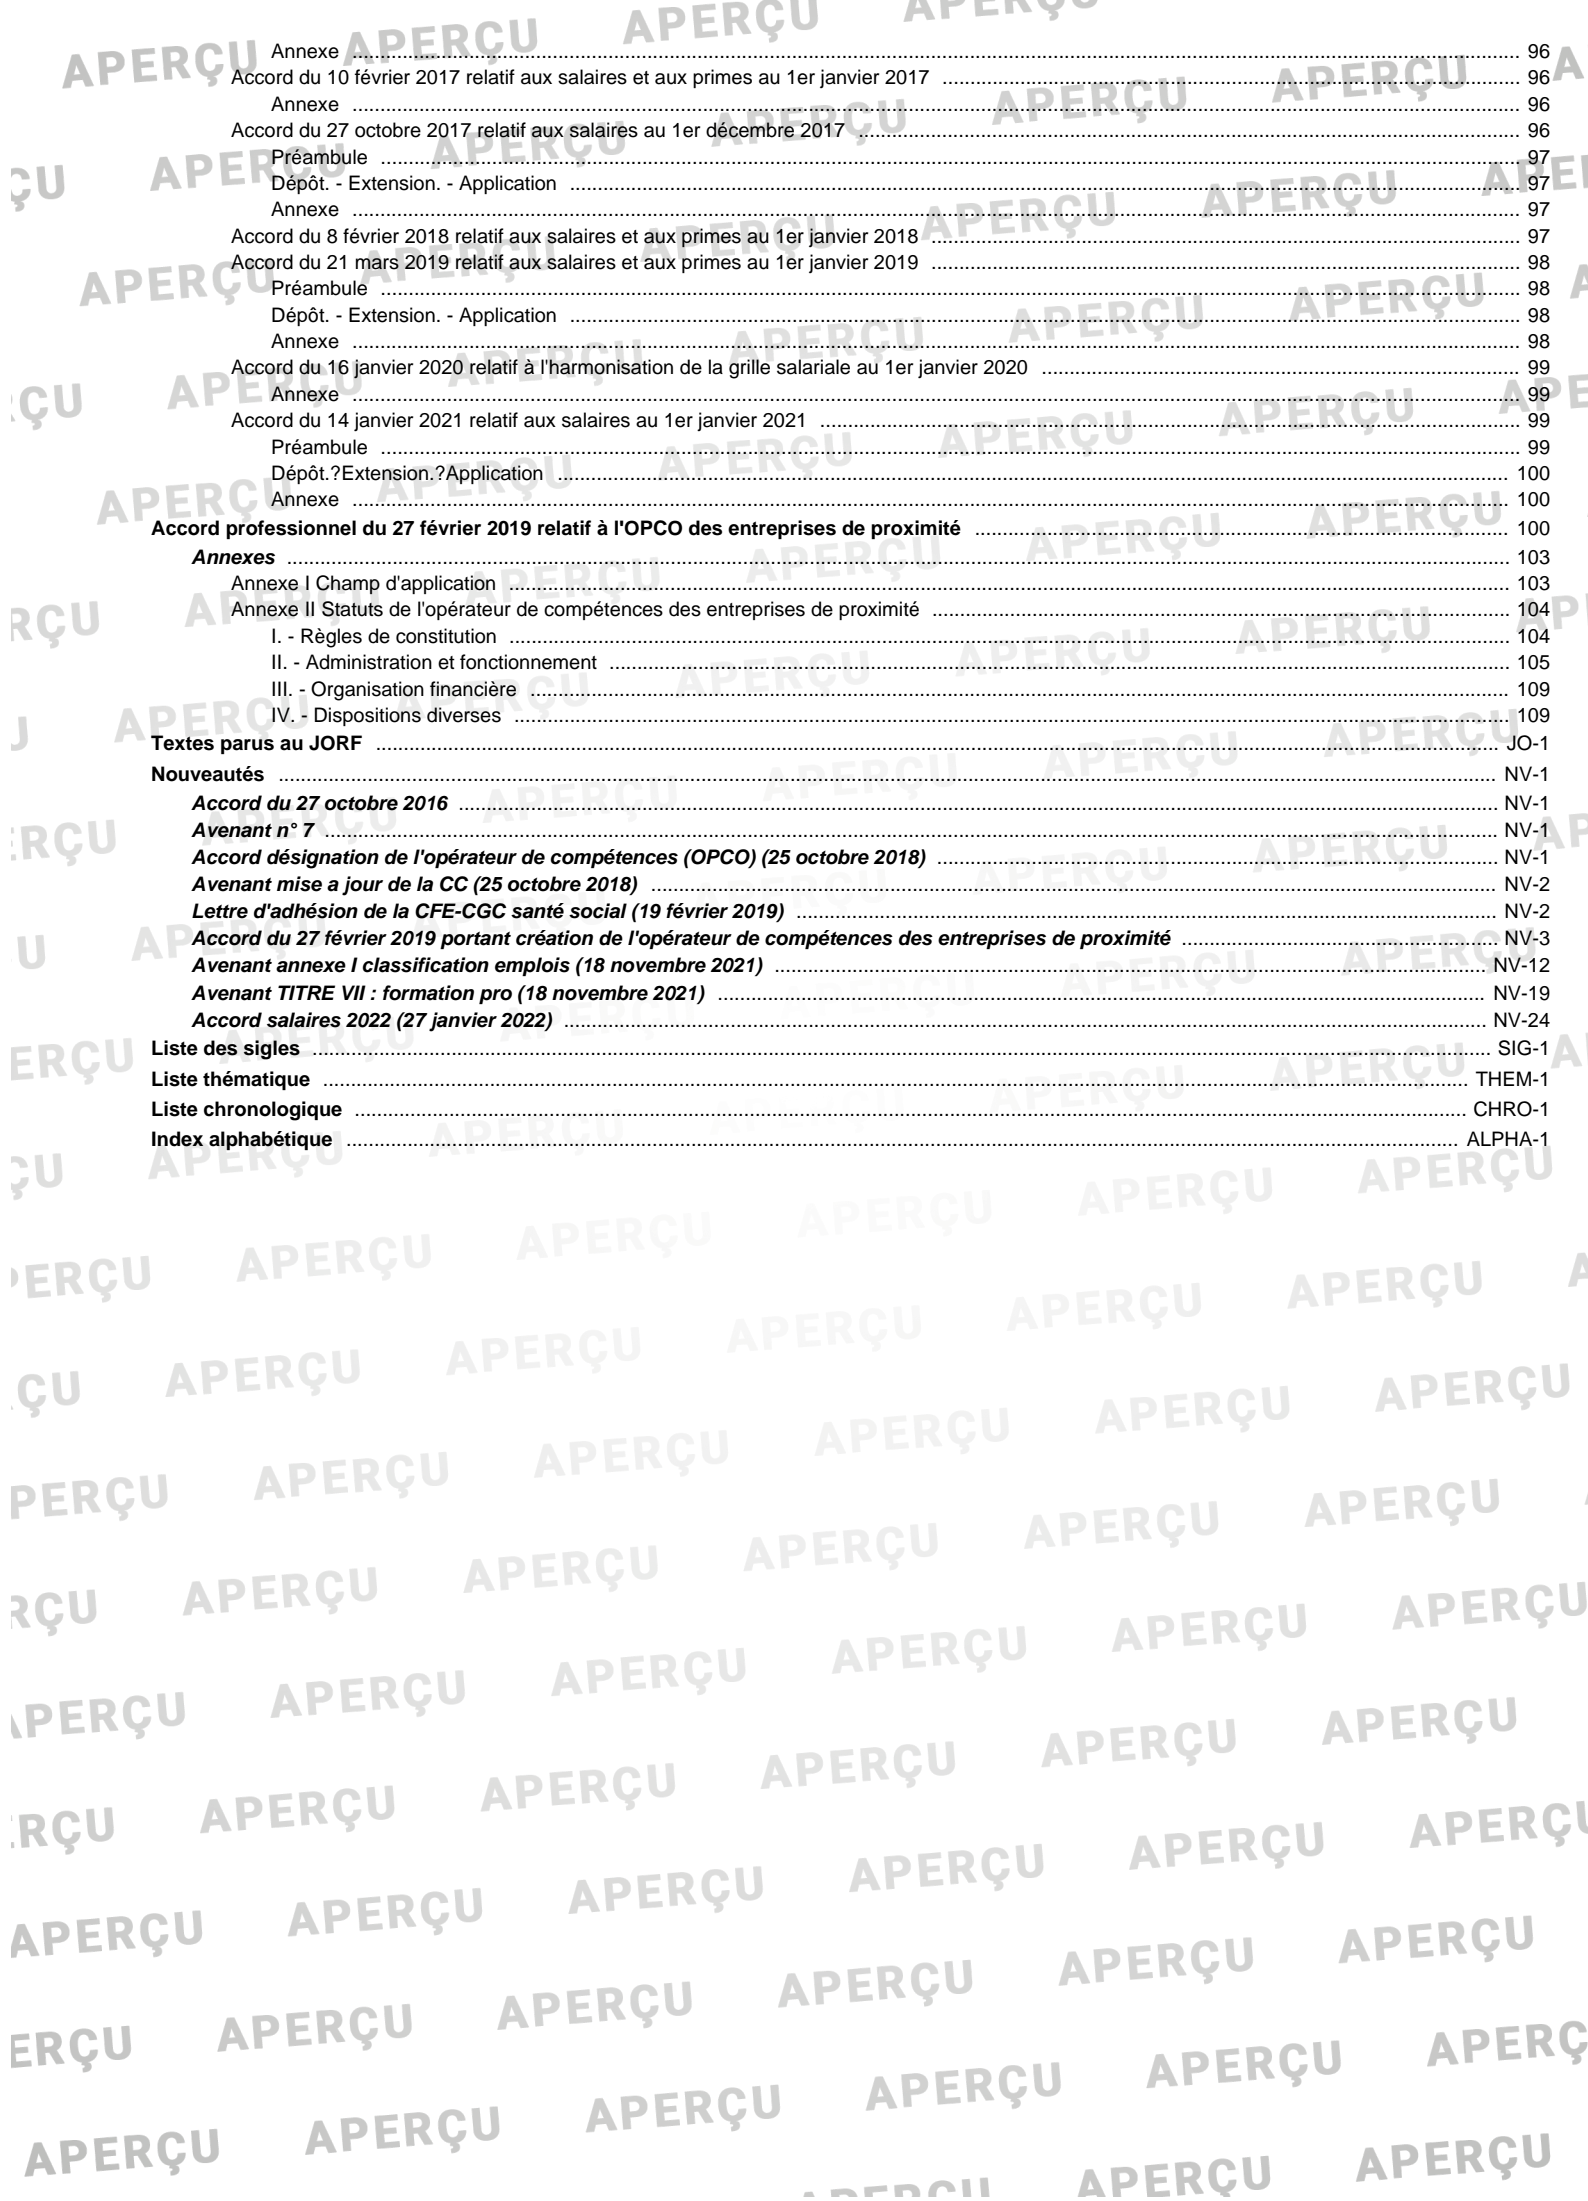 Annexe ........ 96
Accord du 10 février 2017 relatif aux salaires et aux primes au 1er janvier 2017 ........ 96
Annexe ........ 96
Accord du 27 octobre 2017 relatif aux salaires au 1er décembre 2017 ........ 96
Préambule ........ 97
Dépôt. - Extension. - Application ........ 97
Annexe ........ 97
Accord du 8 février 2018 relatif aux salaires et aux primes au 1er janvier 2018 ........ 97
Accord du 21 mars 2019 relatif aux salaires et aux primes au 1er janvier 2019 ........ 98
Préambule ........ 98
Dépôt. - Extension. - Application ........ 98
Annexe ........ 98
Accord du 16 janvier 2020 relatif à l'harmonisation de la grille salariale au 1er janvier 2020 ........ 99
Annexe ........ 99
Accord du 14 janvier 2021 relatif aux salaires au 1er janvier 2021 ........ 99
Préambule ........ 99
Dépôt.?Extension.?Application ........ 100
Annexe ........ 100
Accord professionnel du 27 février 2019 relatif à l'OPCO des entreprises de proximité ........ 100
Annexes ........ 103
Annexe I Champ d'application ........ 103
Annexe II Statuts de l'opérateur de compétences des entreprises de proximité ........ 104
I. - Règles de constitution ........ 104
II. - Administration et fonctionnement ........ 105
III. - Organisation financière ........ 109
IV. - Dispositions diverses ........ 109
Textes parus au JORF ........ JO-1
Nouveautés ........ NV-1
Accord du 27 octobre 2016 ........ NV-1
Avenant n° 7 ........ NV-1
Accord désignation de l'opérateur de compétences (OPCO) (25 octobre 2018) ........ NV-1
Avenant mise a jour de la CC (25 octobre 2018) ........ NV-2
Lettre d'adhésion de la CFE-CGC santé social (19 février 2019) ........ NV-2
Accord du 27 février 2019 portant création de l'opérateur de compétences des entreprises de proximité ........ NV-3
Avenant annexe I classification emplois (18 novembre 2021) ........ NV-12
Avenant TITRE VII : formation pro (18 novembre 2021) ........ NV-19
Accord salaires 2022 (27 janvier 2022) ........ NV-24
Liste des sigles ........ SIG-1
Liste thématique ........ THEM-1
Liste chronologique ........ CHRO-1
Index alphabétique ........ ALPHA-1
APERÇU